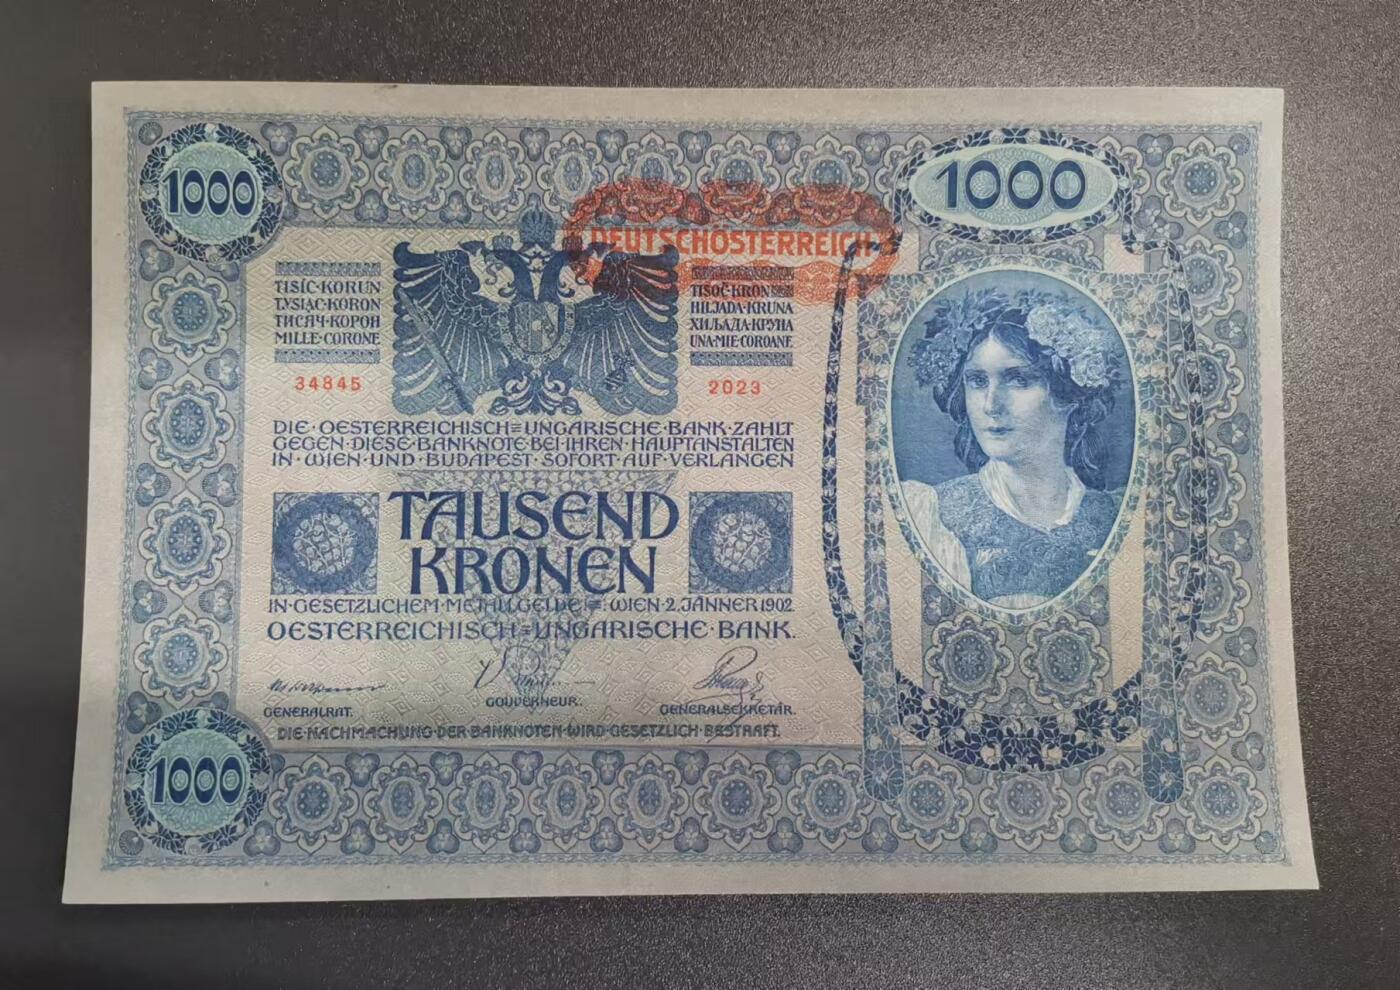 1000
1000
DEUTSCHÖSTERREICH
TISÍC·KORUN
TYSIĄC·KORON
ТИСЯЧ·КОРОН
MILLE·CORONE
TISOČ·KRON
HILJADA·KRUNA
ХИЉАДА·КРУНА
UNA·MIE·COROANE
34845
2023
DIE·OESTERREICHISCH=UNGARISCHE·BANK·ZAHLT
GEGEN·DIESE·BANKNOTE·BEI·IHREN·HAUPTANSTALTEN
IN·WIEN·UND·BUDAPEST·SOFORT·AUF·VERLANGEN
TAUSEND
KRONEN
IN·GESETZLICHEM·METALLGELDE·WIEN·2·JÄNNER 1902
OESTERREICHISCH=UNGARISCHE·BANK.
GENERALRAT.
GOUVERNEUR.
GENERALSEKRETÄR.
DIE·NACHMACHUNG·DER·BANKNOTEN·WIRD·GESETZLICH·BESTRAFT.
1000